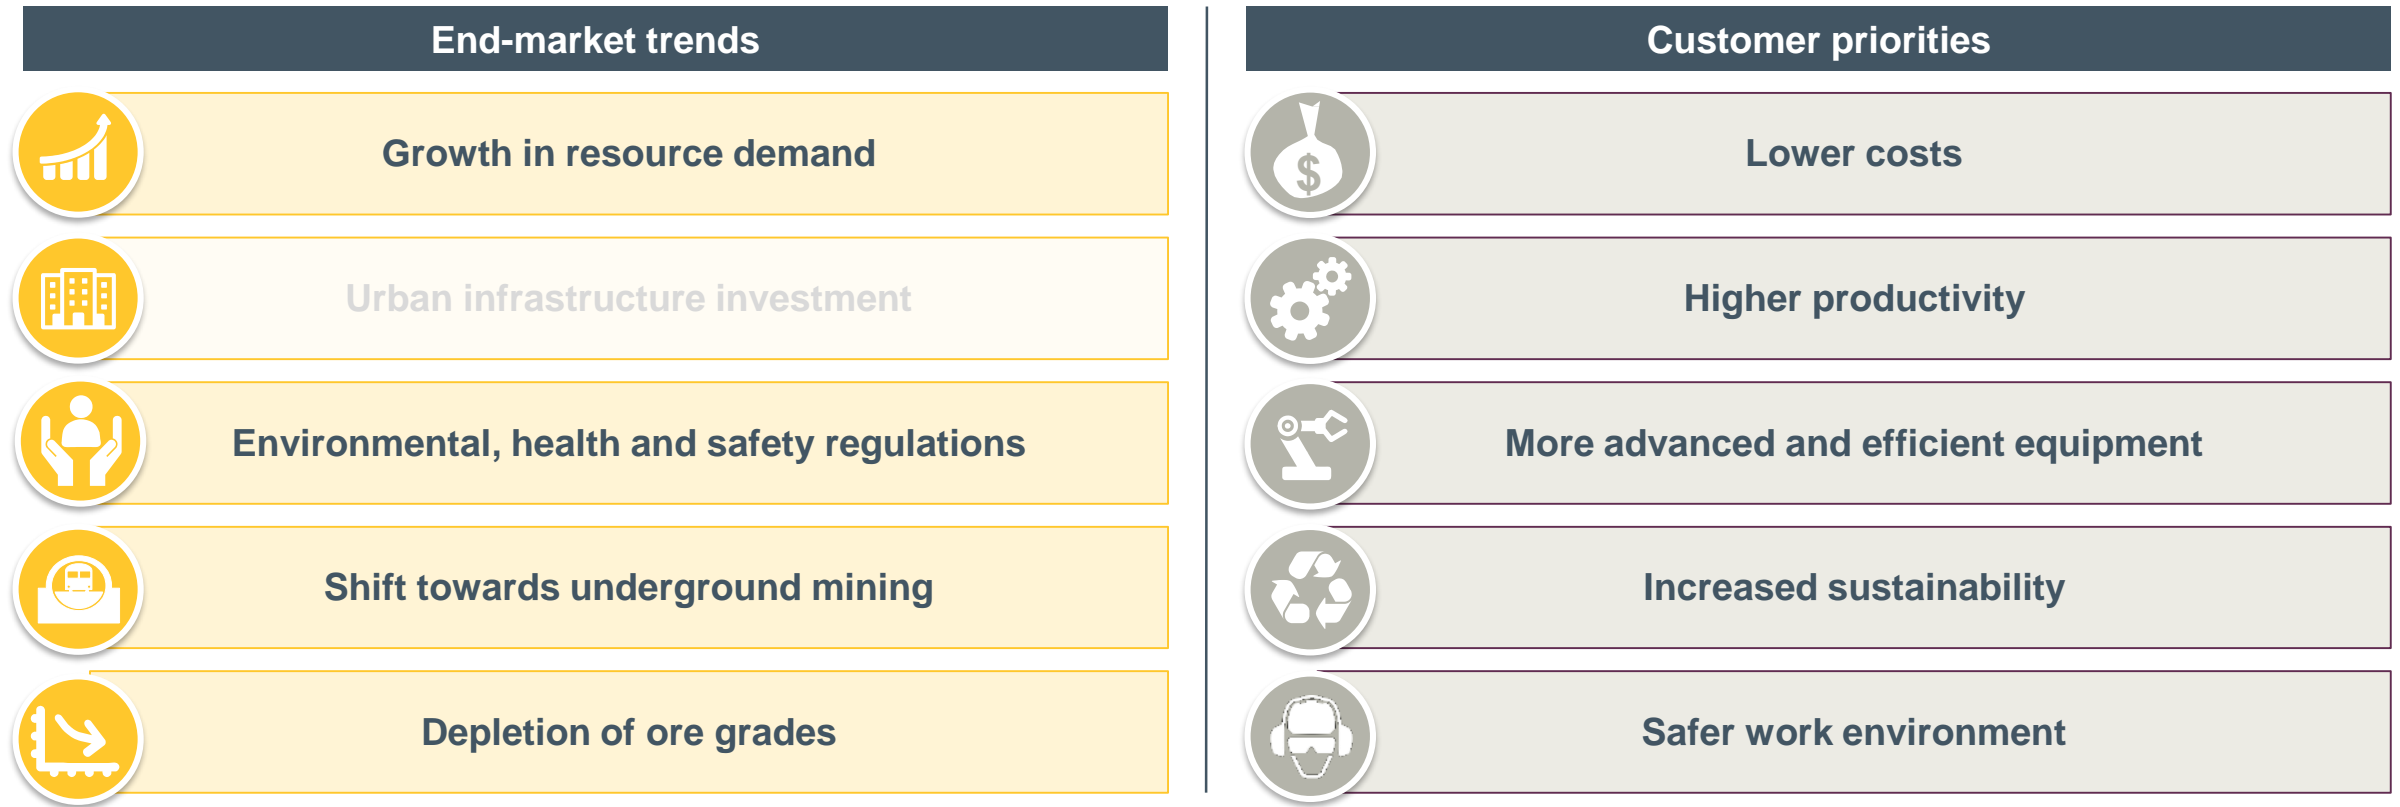 End-market trends
Growth in resource demand
Urban infrastructure investment
Environmental, health and safety regulations
Shift towards underground mining
Depletion of ore grades
Customer priorities
$
Lower costs
Higher productivity
More advanced and efficient equipment
Increased sustainability
Safer work environment